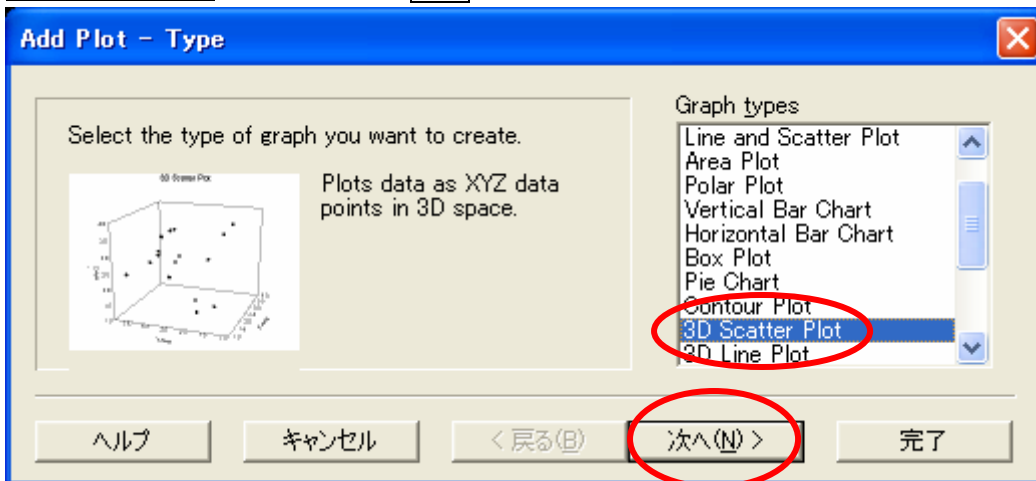 Add Plot - Type
Select the type of graph you want to create.
Plots data as XYZ data
points in 3D space.
Graph types
Line and Scatter Plot
Area Plot
Polar Plot
Vertical Bar Chart
Horizontal Bar Chart
Box Plot
Pie Chart
Contour Plot
3D Scatter Plot
3D Line Plot
ヘルプ
キャンセル
< 戻る(B)
次へ(N) >
完了